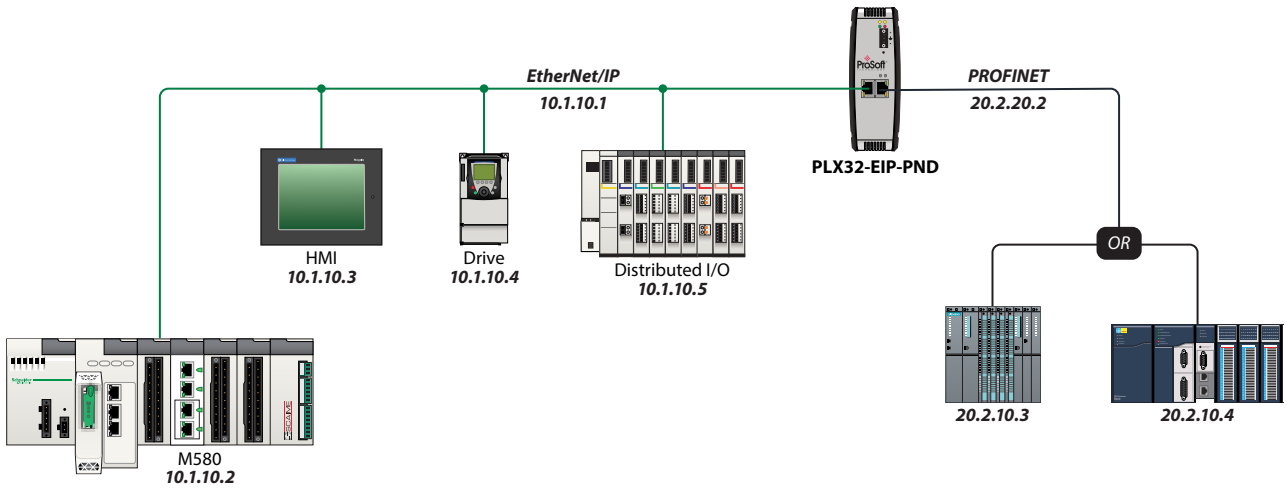 EtherNet/IP
10.1.10.1
ProSoft
PROFINET
20.2.20.2
PLX32-EIP-PND
HMI
10.1.10.3
Drive
10.1.10.4
Distributed I/O
10.1.10.5
OR
Schneider
M580
10.1.10.2
20.2.10.3
20.2.10.4